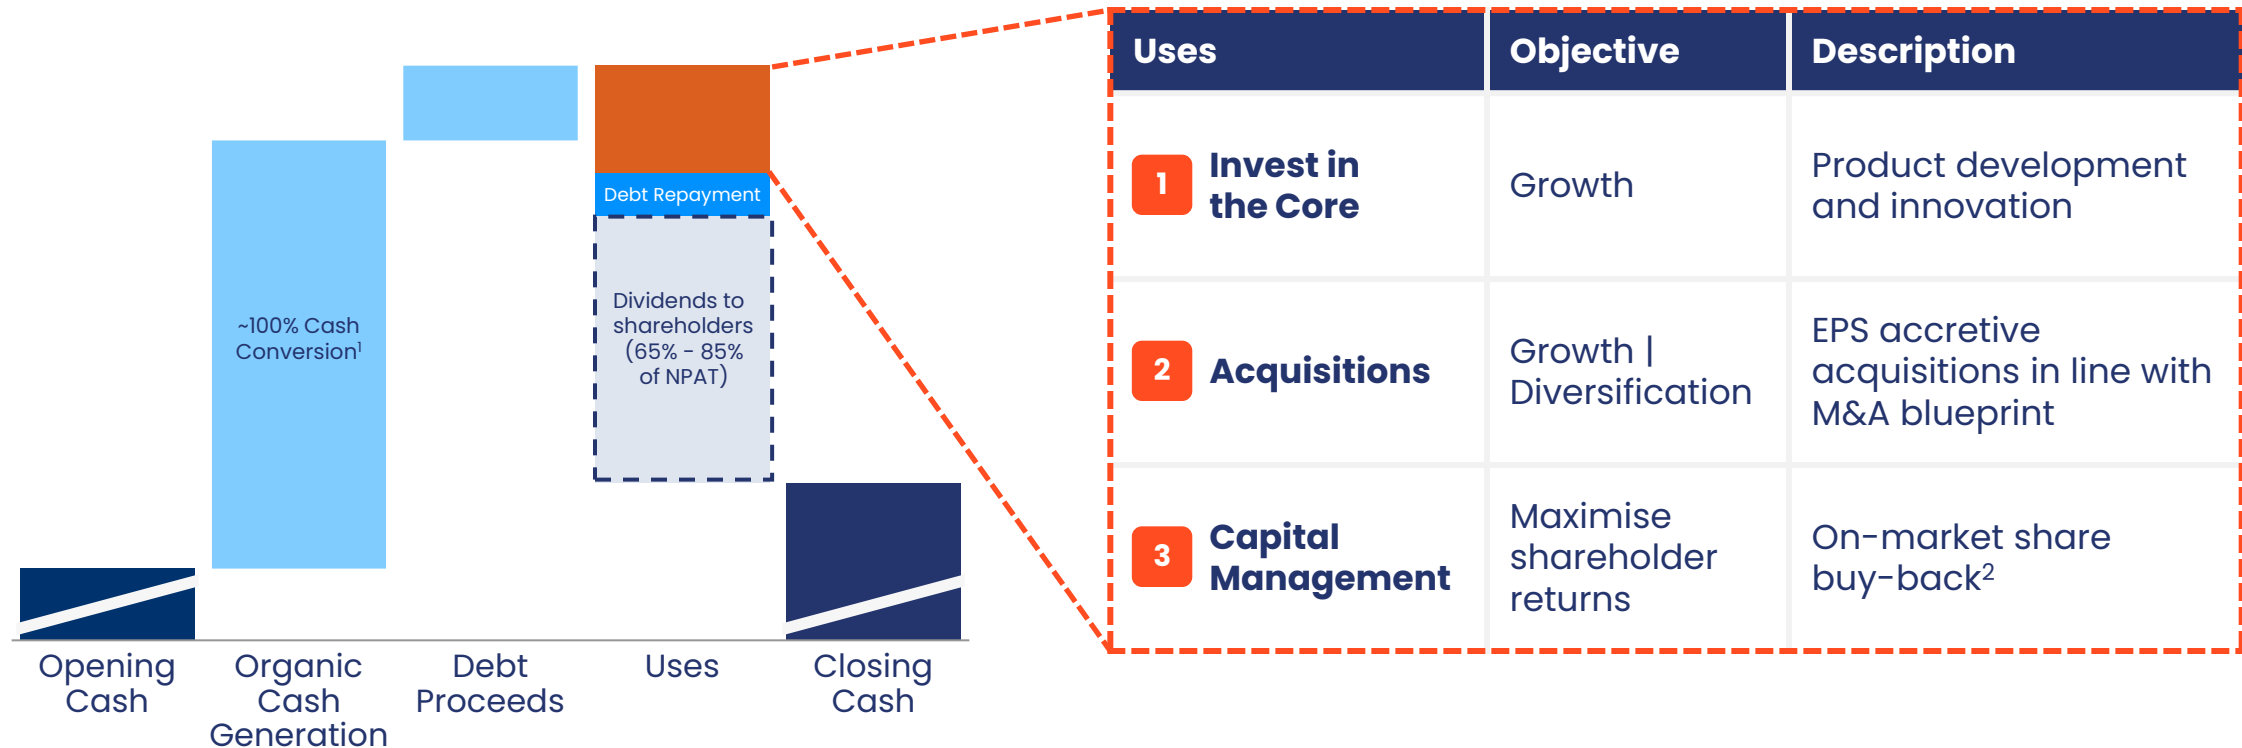 Debt Repayment
Dividends to
shareholders
(65% - 85%
of NPAT)
~100% Cash
Conversion¹
Opening
Cash
Organic
Cash
Generation
Debt
Proceeds
Uses
Closing
Cash
Uses
Objective
Description
1
Invest in
the Core
Growth
Product development
and innovation
2
Acquisitions
Growth |
Diversification
EPS accretive
acquisitions in line with
M&A blueprint
3
Capital
Management
Maximise
shareholder
returns
On-market share
buy-back²